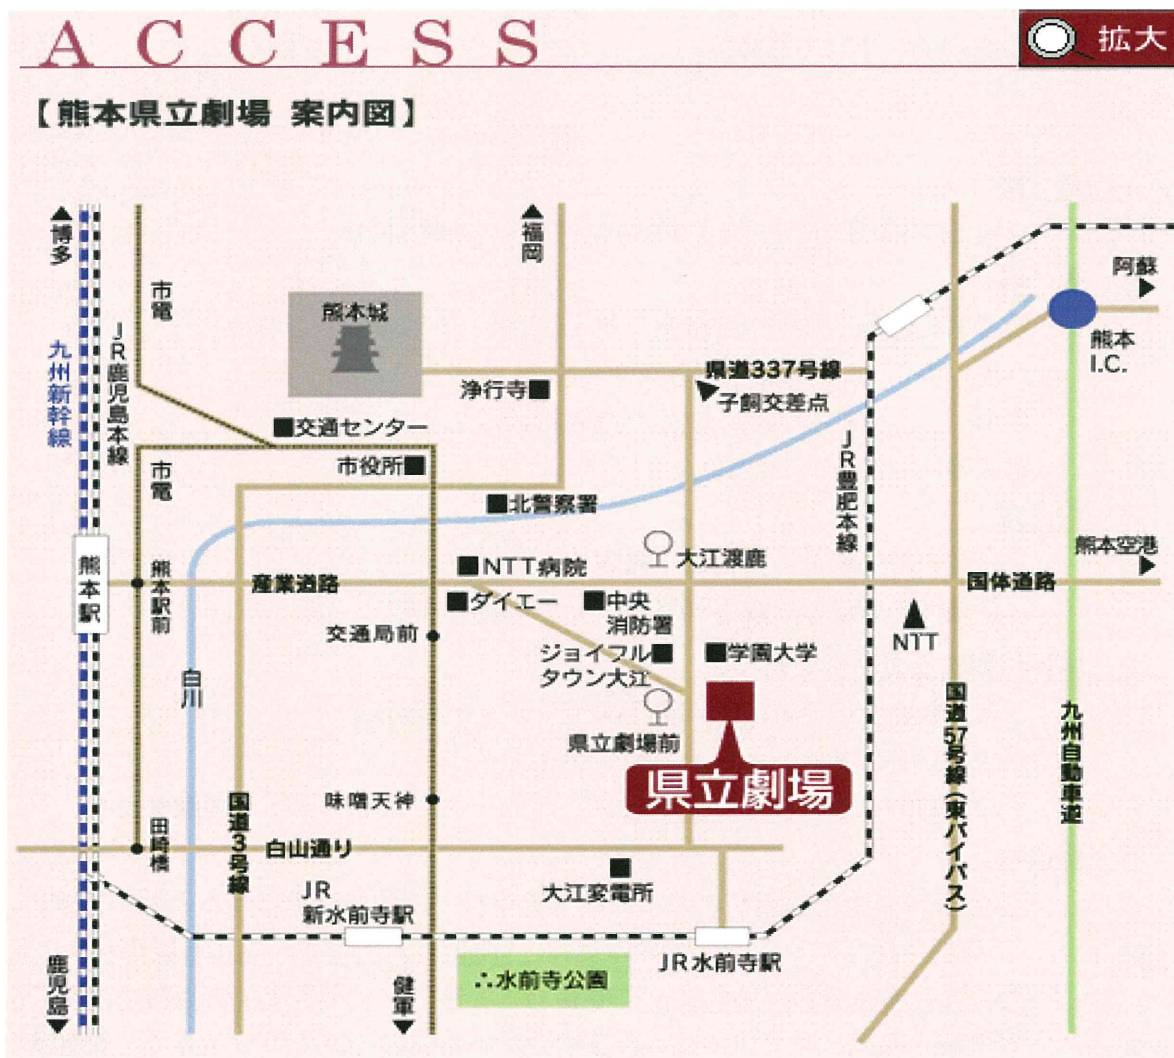 ACCESS
拡大
【熊本県立劇場 案内図】
▲博多
▲福岡
阿蘇▶
市電
熊本城
JR鹿児島本線
九州新幹線
熊本
I.C.
県道337号線
浄行寺■
子飼交差点
■交通センター
市役所■
市電
JR豊肥本線
■北警察署
熊本駅
熊本駅前
■NTT病院
大江渡鹿
熊本空港▶
産業道路
国体道路
■ダイエー
■中央
消防署
▲
NTT
交通局前
ジョイフル■
タウン大江
■学園大学
白川
県立劇場前
県立劇場
国道57号線(東バイパス)
九州自動車道
味噌天神
国道3号線
田崎橋
白山通り
■
大江変電所
JR
新水前寺駅
JR水前寺駅
∴水前寺公園
鹿児島▼
健軍▼